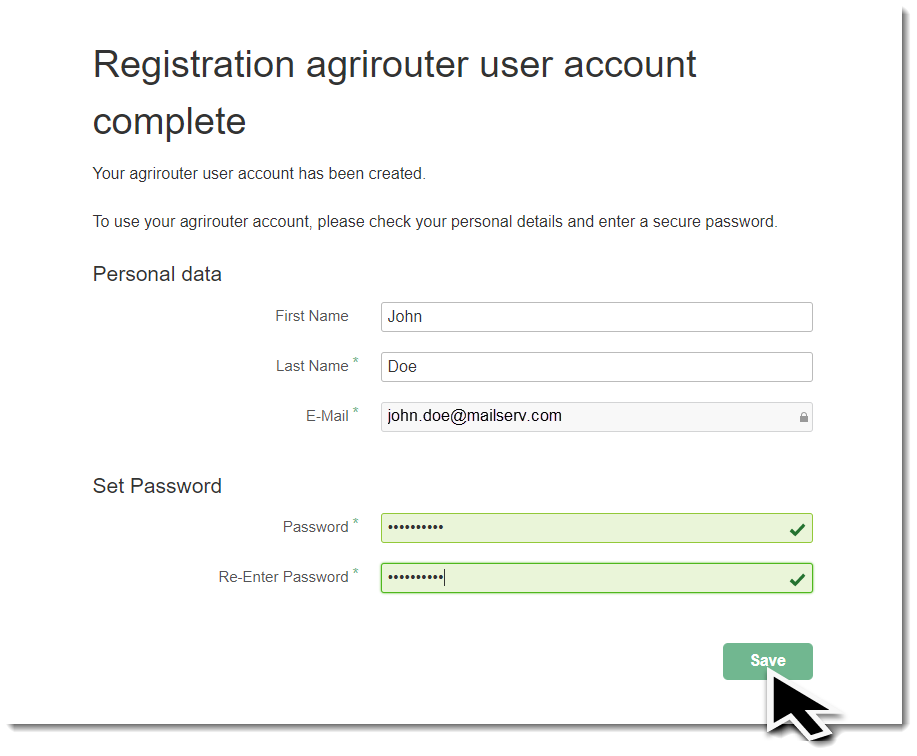 Registration agrirouter user account
complete
Your agrirouter user account has been created.
To use your agrirouter account, please check your personal details and enter a secure password.
Personal data
First Name John
Last Name * Doe
E-Mail * john.doe@mailserv.com
Set Password
Password * ••••••••••
Re-Enter Password * ••••••••••
Save